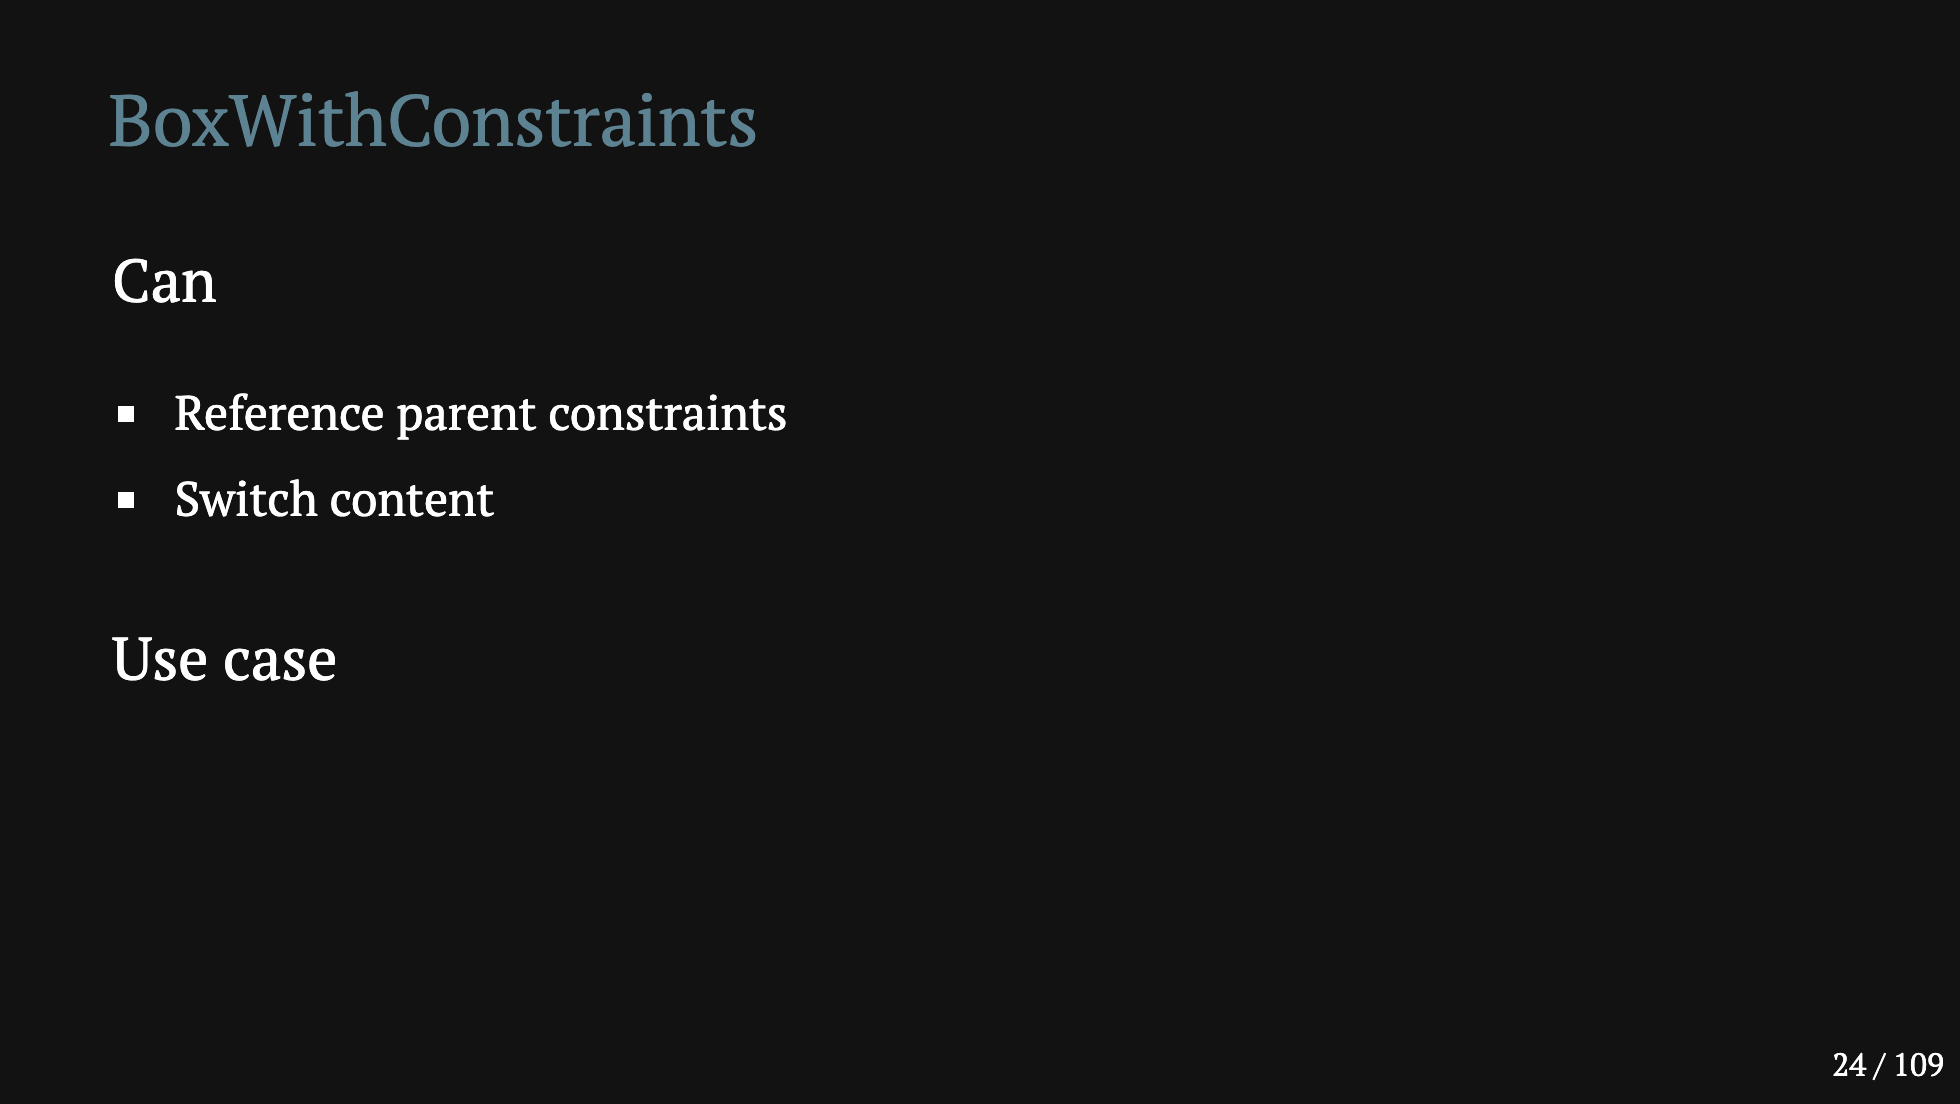 BoxWithConstraints
Can
Reference parent constraints
Switch content
Use case
24 / 109